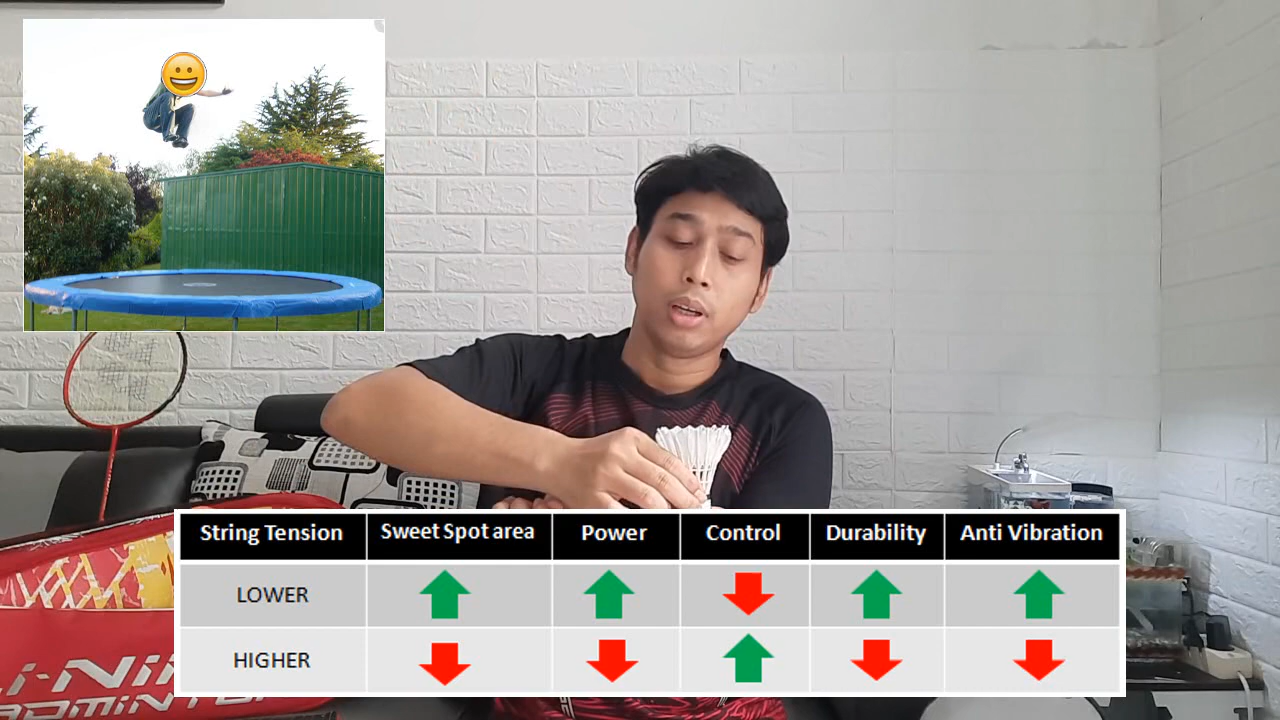 String Tension Sweet Spot area Power Control Durability Anti Vibration
LOWER
HIGHER